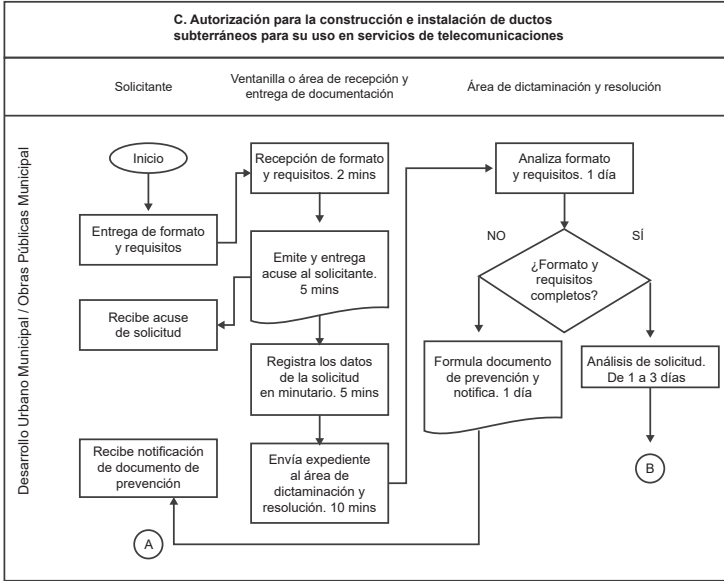 C. Autorización para la construcción e instalación de ductos
subterráneos para su uso en servicios de telecomunicaciones
Solicitante
Ventanilla o área de recepción y
entrega de documentación
Área de dictaminación y resolución
Desarrollo Urbano Municipal / Obras Públicas Municipal
Inicio
Entrega de formato
y requisitos
Recepción de formato
y requisitos. 2 mins
Emite y entrega
acuse al solicitante.
5 mins
Recibe acuse
de solicitud
Registra los datos
de la solicitud
en minutario. 5 mins
Envía expediente
al área de
dictaminación y
resolución. 10 mins
Analiza formato
y requisitos. 1 día
¿Formato y
requisitos
completos?
NO
SÍ
Formula documento
de prevención y
notifica. 1 día
Análisis de solicitud.
De 1 a 3 días
Recibe notificación
de documento de
prevención
A
B